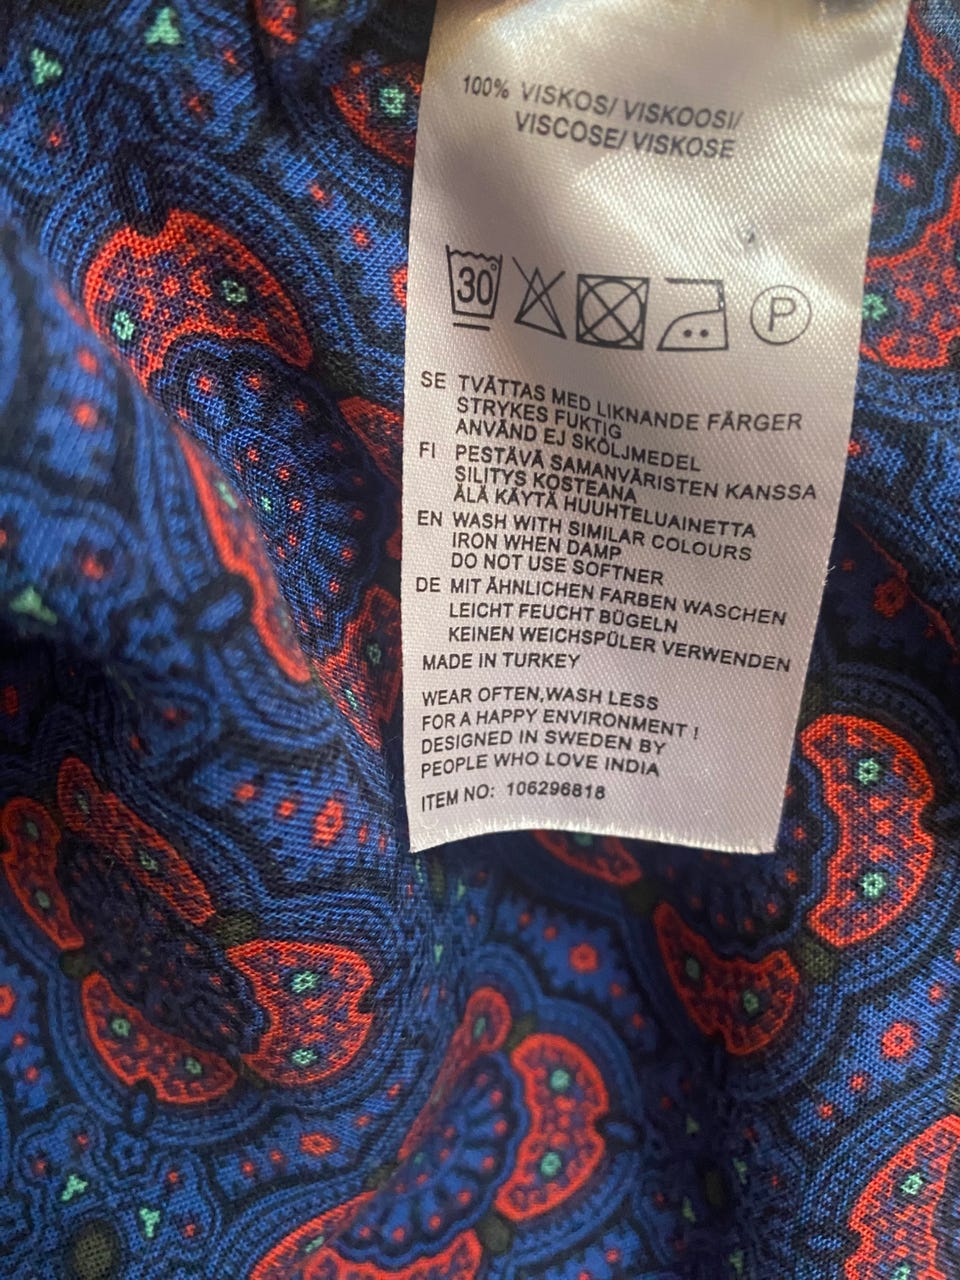 100% VISKOS/ VISKOOSI/
VISCOSE/ VISKOSE
30
P
SE TVÄTTAS MED LIKNANDE FÄRGER
STRYKES FUKTIG
ANVÄND EJ SKÖLJMEDEL
FI PESTÄVÄ SAMANVÄRISTEN KANSSA
SILITYS KOSTEANA
ÄLÄ KÄYTÄ HUUHTELUAINETTA
EN WASH WITH SIMILAR COLOURS
IRON WHEN DAMP
DO NOT USE SOFTNER
DE MIT ÄHNLICHEN FARBEN WASCHEN
LEICHT FEUCHT BÜGELN
KEINEN WEICHSPÜLER VERWENDEN
MADE IN TURKEY
WEAR OFTEN,WASH LESS
FOR A HAPPY ENVIRONMENT !
DESIGNED IN SWEDEN BY
PEOPLE WHO LOVE INDIA
ITEM NO: 106296818